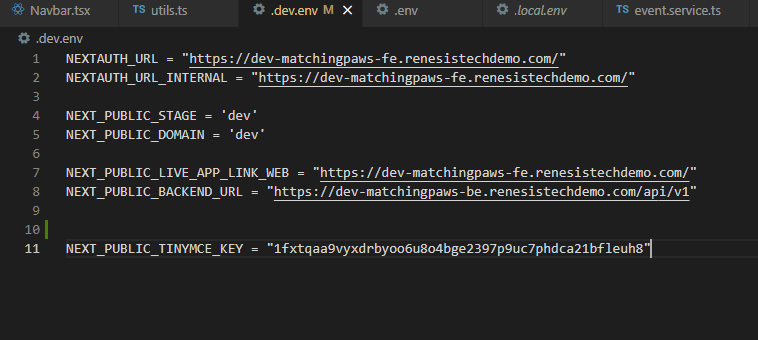 Navbar.tsx TS utils.ts .dev.env M .env .local.env TS event.service.ts
.dev.env
1 NEXTAUTH_URL = "https://dev-matchingpaws-fe.renesistechdemo.com/"
2 NEXTAUTH_URL_INTERNAL = "https://dev-matchingpaws-fe.renesistechdemo.com/"
3
4 NEXT_PUBLIC_STAGE = 'dev'
5 NEXT_PUBLIC_DOMAIN = 'dev'
6
7 NEXT_PUBLIC_LIVE_APP_LINK_WEB = "https://dev-matchingpaws-fe.renesistechdemo.com/"
8 NEXT_PUBLIC_BACKEND_URL = "https://dev-matchingpaws-be.renesistechdemo.com/api/v1"
9
10
11 NEXT_PUBLIC_TINYMCE_KEY = "1fxtqaa9vyxdrbyoo6u8o4bge2397p9uc7phdca21bfleuh8"